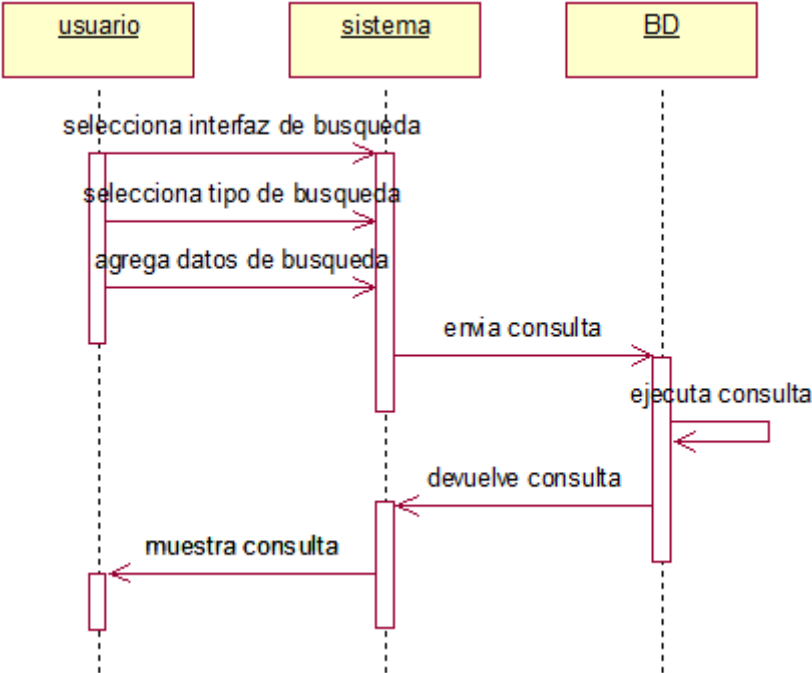 usuario
sistema
BD
selecciona interfaz de busqueda
selecciona tipo de busqueda
agrega datos de busqueda
envia consulta
ejecuta consulta
devuelve consulta
muestra consulta